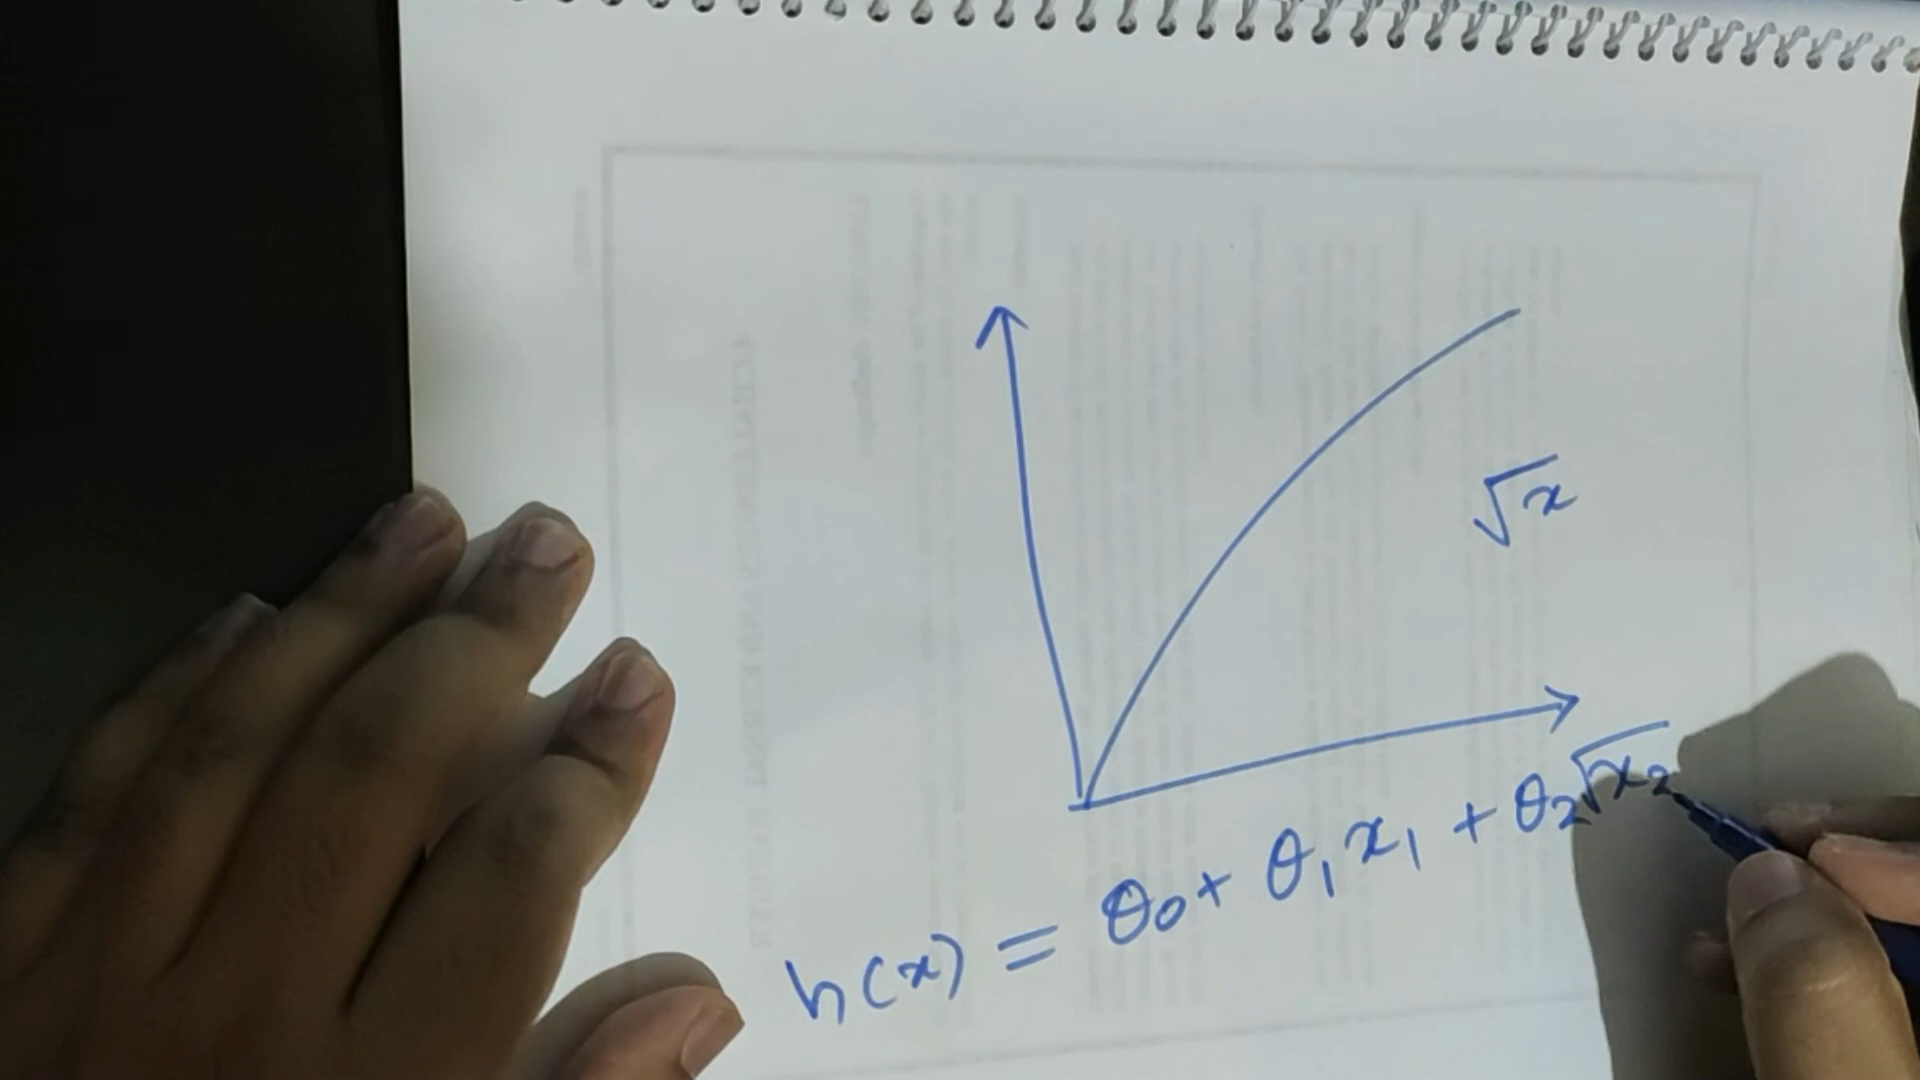 √x
h(x) = θ₀ + θ₁x₁ + θ₂√x₂